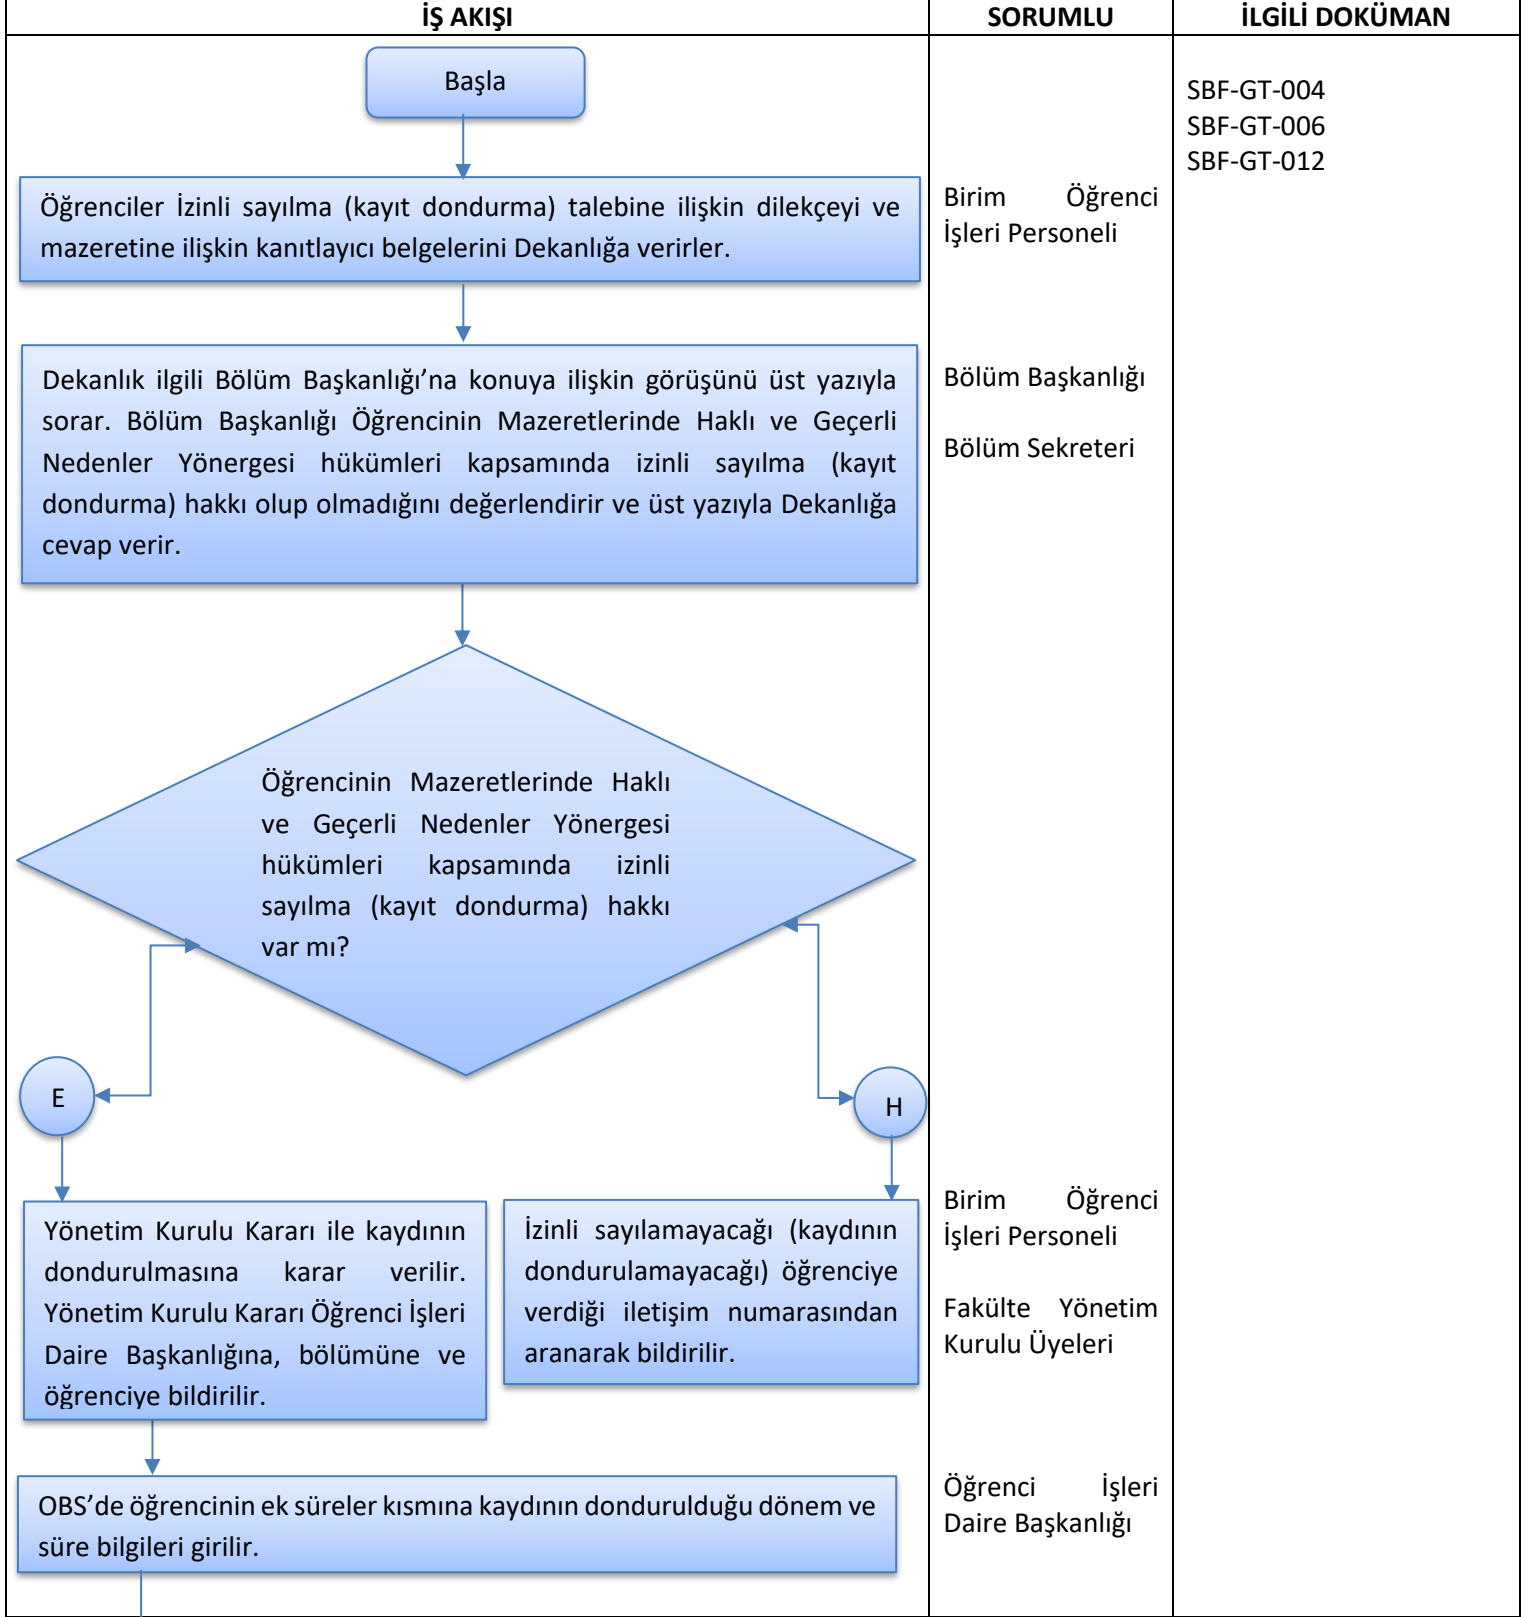 İŞ AKIŞI
SORUMLU
İLGİLİ DOKÜMAN
Başla
SBF-GT-004
SBF-GT-006
SBF-GT-012
Öğrenciler İzinli sayılma (kayıt dondurma) talebine ilişkin dilekçeyi ve
mazeretine ilişkin kanıtlayıcı belgelerini Dekanlığa verirler.
Birim Öğrenci
İşleri Personeli
Dekanlık ilgili Bölüm Başkanlığı’na konuya ilişkin görüşünü üst yazıyla
sorar. Bölüm Başkanlığı Öğrencinin Mazeretlerinde Haklı ve Geçerli
Nedenler Yönergesi hükümleri kapsamında izinli sayılma (kayıt
dondurma) hakkı olup olmadığını değerlendirir ve üst yazıyla Dekanlığa
cevap verir.
Bölüm Başkanlığı
Bölüm Sekreteri
Öğrencinin Mazeretlerinde Haklı
ve Geçerli Nedenler Yönergesi
hükümleri kapsamında izinli
sayılma (kayıt dondurma) hakkı
var mı?
E
H
Yönetim Kurulu Kararı ile kaydının
dondurulmasına karar verilir.
Yönetim Kurulu Kararı Öğrenci İşleri
Daire Başkanlığına, bölümüne ve
öğrenciye bildirilir.
İzinli sayılamayacağı (kaydının
dondurulamayacağı) öğrenciye
verdiği iletişim numarasından
aranarak bildirilir.
Birim Öğrenci
İşleri Personeli
Fakülte Yönetim
Kurulu Üyeleri
OBS’de öğrencinin ek süreler kısmına kaydının dondurulduğu dönem ve
süre bilgileri girilir.
Öğrenci İşleri
Daire Başkanlığı